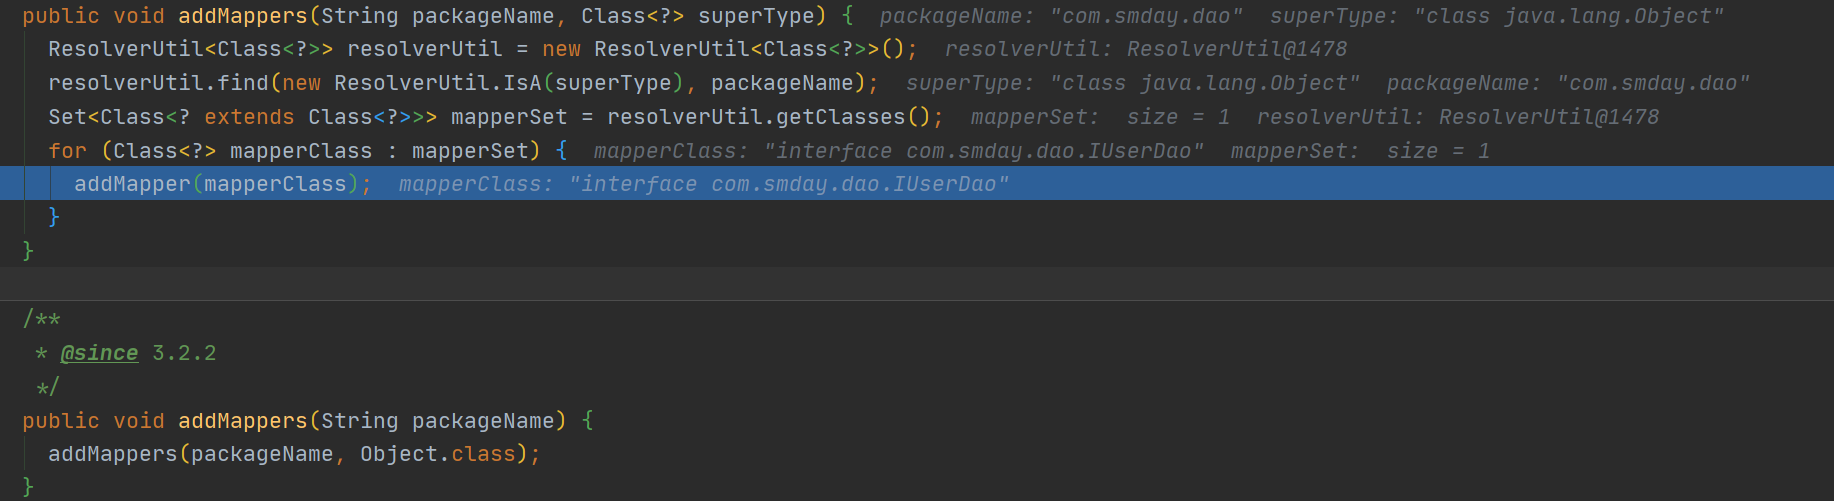 public void addMappers(String packageName, Class<?> superType) {  packageName: "com.smday.dao"  superType: "class java.lang.Object"
  ResolverUtil<Class<?>> resolverUtil = new ResolverUtil<Class<?>>();  resolverUtil: ResolverUtil@1478
  resolverUtil.find(new ResolverUtil.IsA(superType), packageName);  superType: "class java.lang.Object"  packageName: "com.smday.dao"
  Set<Class<? extends Class<?>>> mapperSet = resolverUtil.getClasses();  mapperSet:  size = 1  resolverUtil: ResolverUtil@1478
  for (Class<?> mapperClass : mapperSet) {  mapperClass: "interface com.smday.dao.IUserDao"  mapperSet:  size = 1
    addMapper(mapperClass);  mapperClass: "interface com.smday.dao.IUserDao"
  }
}
/**
 * @since 3.2.2
 */
public void addMappers(String packageName) {
  addMappers(packageName, Object.class);
}